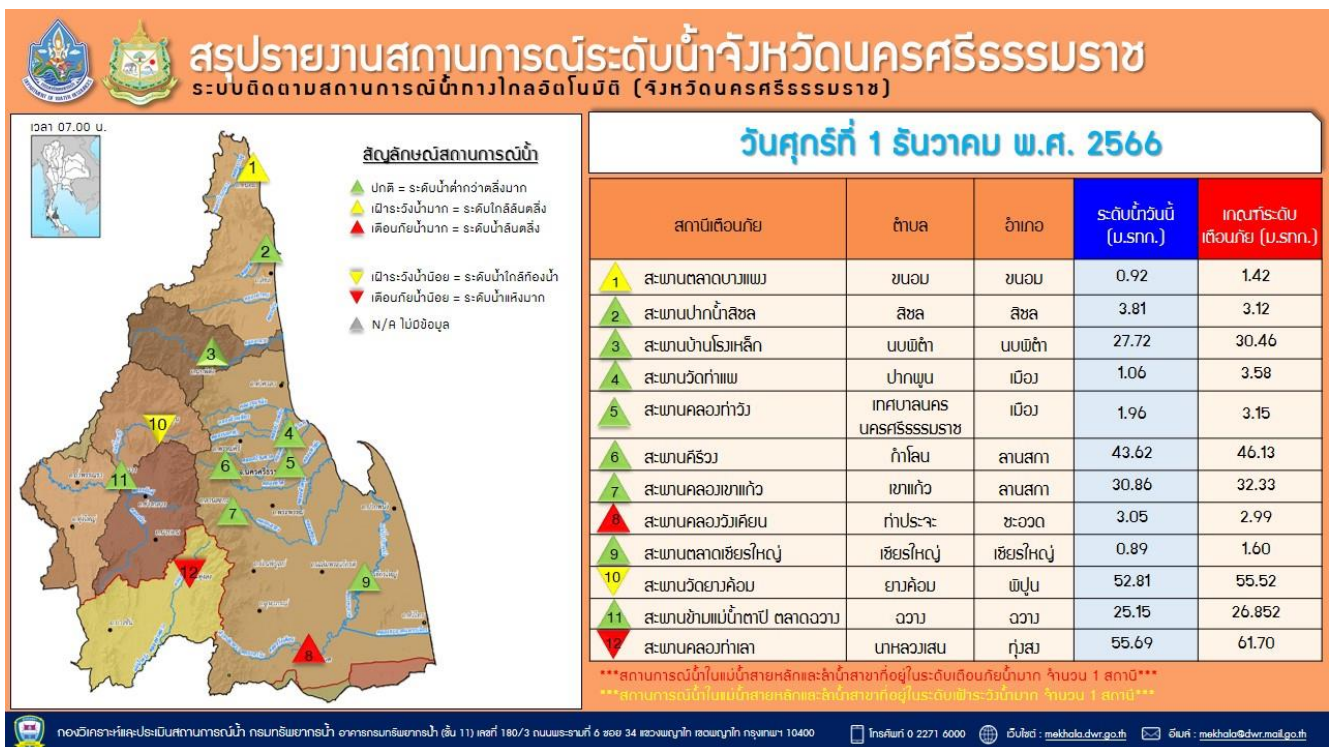 สรุปรายงานสถานการณ์ระดับน้ำจังหวัดนครศรีธรรมราช
ระบบติดตามสถานการณ์น้ำทางไกลอัตโนมัติ (จังหวัดนครศรีธรรมราช)
เวลา 07.00 น.
สัญลักษณ์สถานการณ์น้ำ
ปกติ = ระดับน้ำต่ำกว่าตลิ่งมาก
เฝ้าระวังน้ำมาก = ระดับใกล้ล้นตลิ่ง
เตือนภัยน้ำมาก = ระดับน้ำล้นตลิ่ง
เฝ้าระวังน้ำน้อย = ระดับน้ำใกล้ท้องน้ำ
เตือนภัยน้ำน้อย = ระดับน้ำแห้งมาก
N/A ไม่มีข้อมูล
1
2
3
10
4
6
5
11
7
12
9
8
วันศุกร์ที่ 1 ธันวาคม พ.ศ. 2566
สถานีเตือนภัย ตำบล อำเภอ ระดับน้ำวันนี้ (ม.รทก.) เกณฑ์ระดับเตือนภัย (ม.รทก.)
1 สะพานตลาดบางแพง ขนอม ขนอม 0.92 1.42
2 สะพานปากน้ำสิชล สิชล สิชล 3.81 3.12
3 สะพานบ้านโรงเหล็ก นบพิตำ นบพิตำ 27.72 30.46
4 สะพานวัดท่าแพ ปากพูน เมือง 1.06 3.58
5 สะพานคลองท่าวัง เทศบาลนครนครศรีธรรมราช เมือง 1.96 3.15
6 สะพานคีรีวง กำโลน ลานสกา 43.62 46.13
7 สะพานคลองเขาแก้ว เขาแก้ว ลานสกา 30.86 32.33
8 สะพานคลองวังเคียน ท่าประจะ ชะอวด 3.05 2.99
9 สะพานตลาดเชียรใหญ่ เชียรใหญ่ เชียรใหญ่ 0.89 1.60
10 สะพานวัดยางค้อม ยางค้อม พิปูน 52.81 55.52
11 สะพานข้ามแม่น้ำตาปี ตลาดฉวาง ฉวาง ฉวาง 25.15 26.852
12 สะพานคลองท่าเลา นาหลวงเสน ทุ่งสง 55.69 61.70
***สถานการณ์น้ำในแม่น้ำสายหลักและลำน้ำสาขาที่อยู่ในระดับเตือนภัยน้ำมาก จำนวน 1 สถานี***
***สถานการณ์น้ำในแม่น้ำสายหลักและลำน้ำสาขาที่อยู่ในระดับเฝ้าระวังน้ำมาก จำนวน 1 สถานี***
กองวิเคราะห์และประเมินสถานการณ์น้ำ กรมทรัพยากรน้ำ อาคารกรมทรัพยากรน้ำ (ชั้น 11) เลขที่ 180/3 ถนนพระรามที่ 6 ซอย 34 แขวงพญาไท เขตพญาไท กรุงเทพฯ 10400 โทรศัพท์ 0 2271 6000 เว็บไซต์ : mekhala.dwr.go.th อีเมล์ : mekhala@dwr.mail.go.th